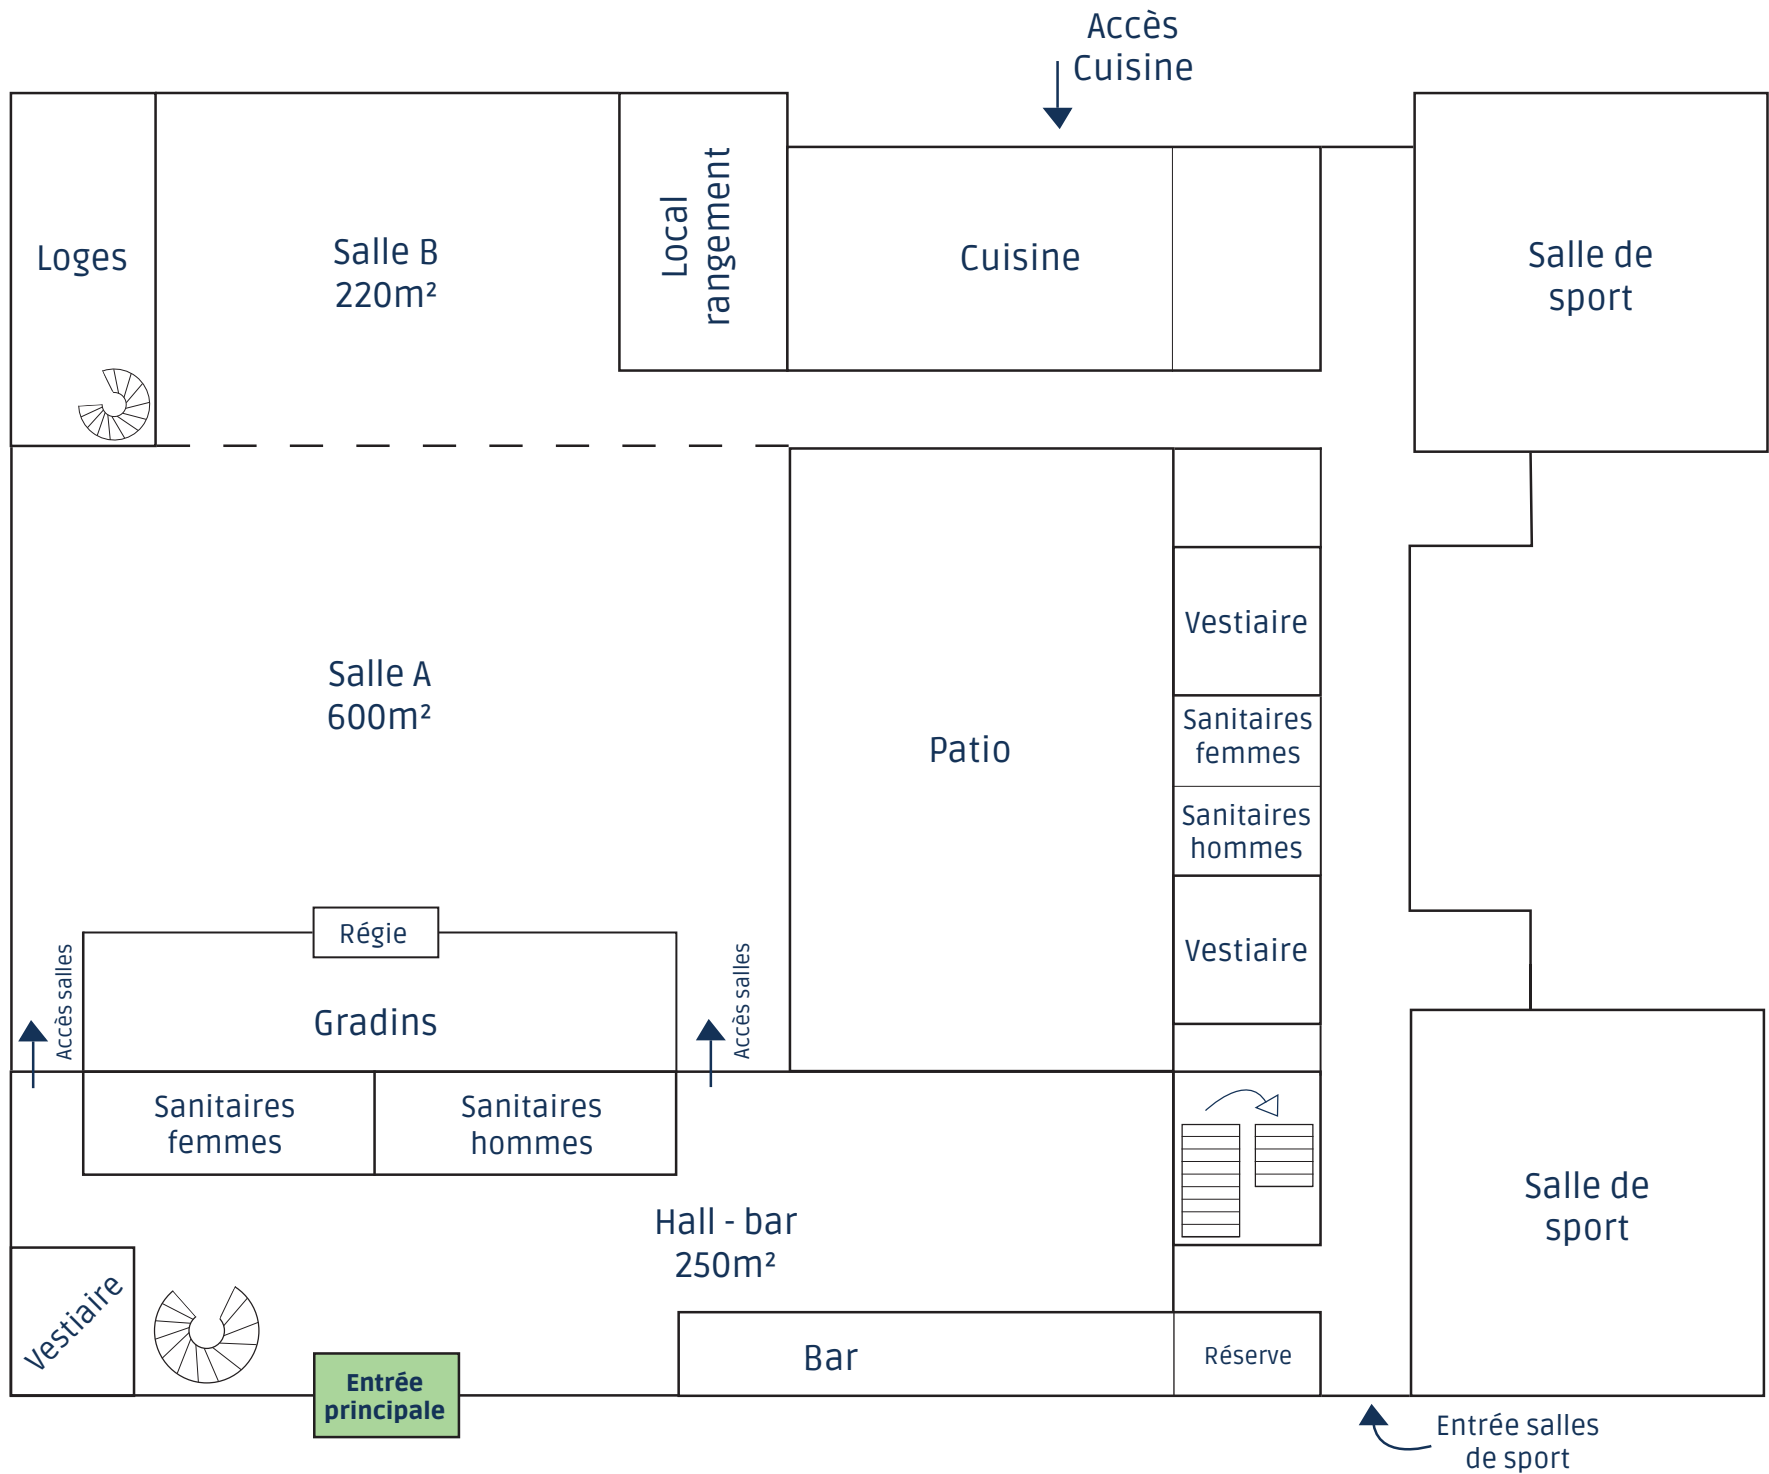 Accès
Cuisine
Loges
Salle B
220m²
Local
rangement
Cuisine
Salle de
sport
Salle A
600m²
Patio
Vestiaire
Sanitaires
femmes
Sanitaires
hommes
Vestiaire
Régie
Gradins
Accès salles
Accès salles
Sanitaires
femmes
Sanitaires
hommes
Hall - bar
250m²
Salle de
sport
Vestiaire
Bar
Réserve
Entrée
principale
Entrée salles
de sport